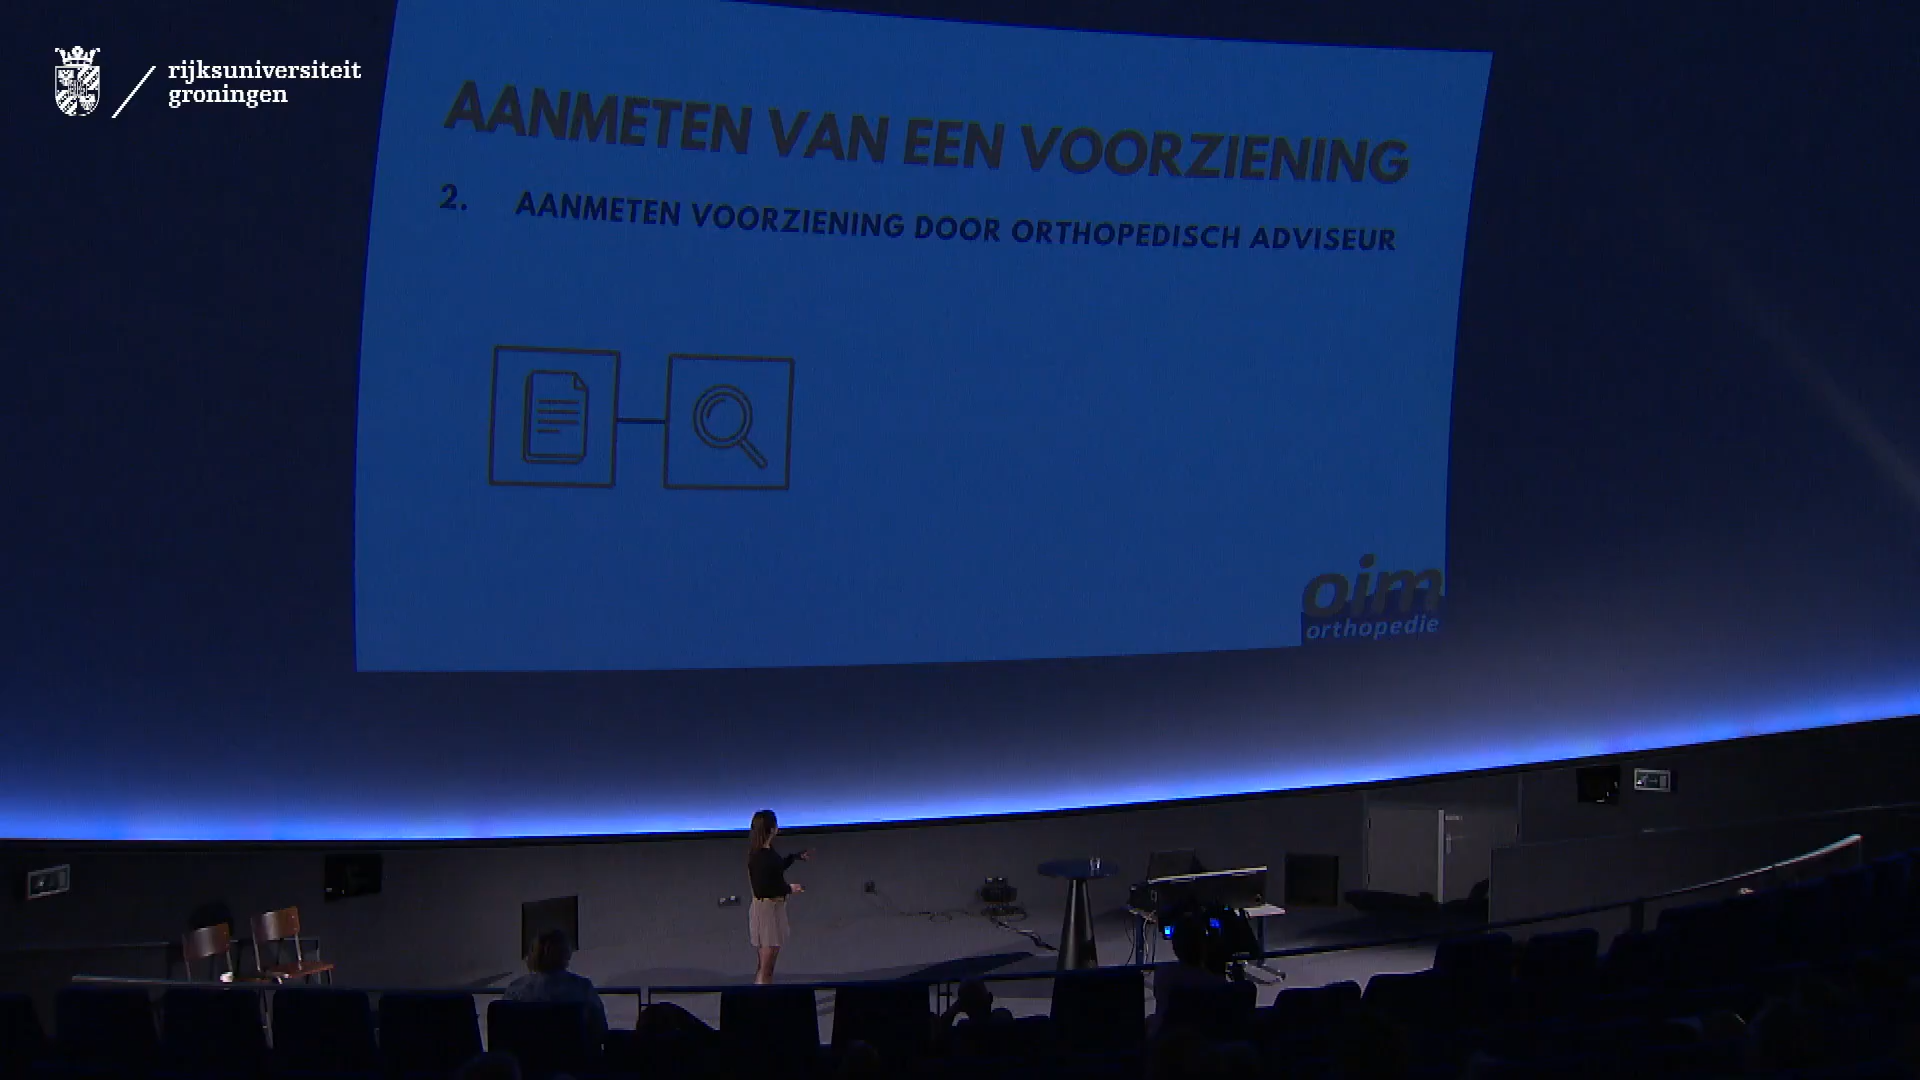 rijksuniversiteit
groningen
AANMETEN VAN EEN VOORZIENING
2. AANMETEN VOORZIENING DOOR ORTHOPEDISCH ADVISEUR
oim
orthopedie